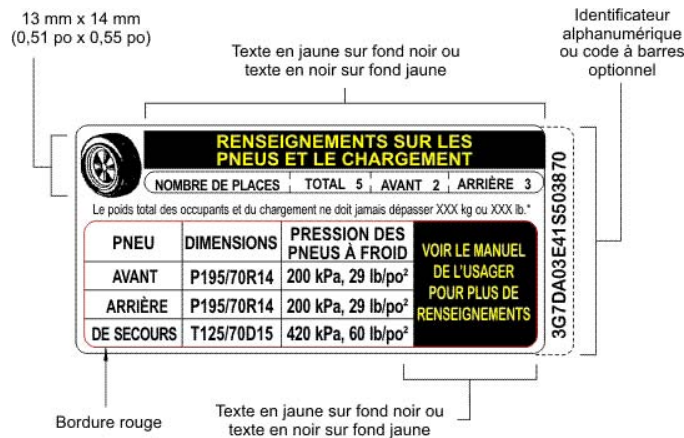 13 mm x 14 mm
(0,51 po x 0,55 po)
Texte en jaune sur fond noir ou
texte en noir sur fond jaune
Identificateur
alphanumérique
ou code à barres
optionnel
RENSEIGNEMENTS SUR LES
PNEUS ET LE CHARGEMENT
NOMBRE DE PLACES TOTAL 5 AVANT 2 ARRIÈRE 3
Le poids total des occupants et du chargement ne doit jamais dépasser XXX kg ou XXX lb.*
PNEU DIMENSIONS PRESSION DES
PNEUS À FROID
AVANT P195/70R14 200 kPa, 29 lb/po²
ARRIÈRE P195/70R14 200 kPa, 29 lb/po²
DE SECOURS T125/70D15 420 kPa, 60 lb/po²
VOIR LE MANUEL
DE L'USAGER
POUR PLUS DE
RENSEIGNEMENTS
3G7DA03E41S503870
Bordure rouge
Texte en jaune sur fond noir ou
texte en noir sur fond jaune